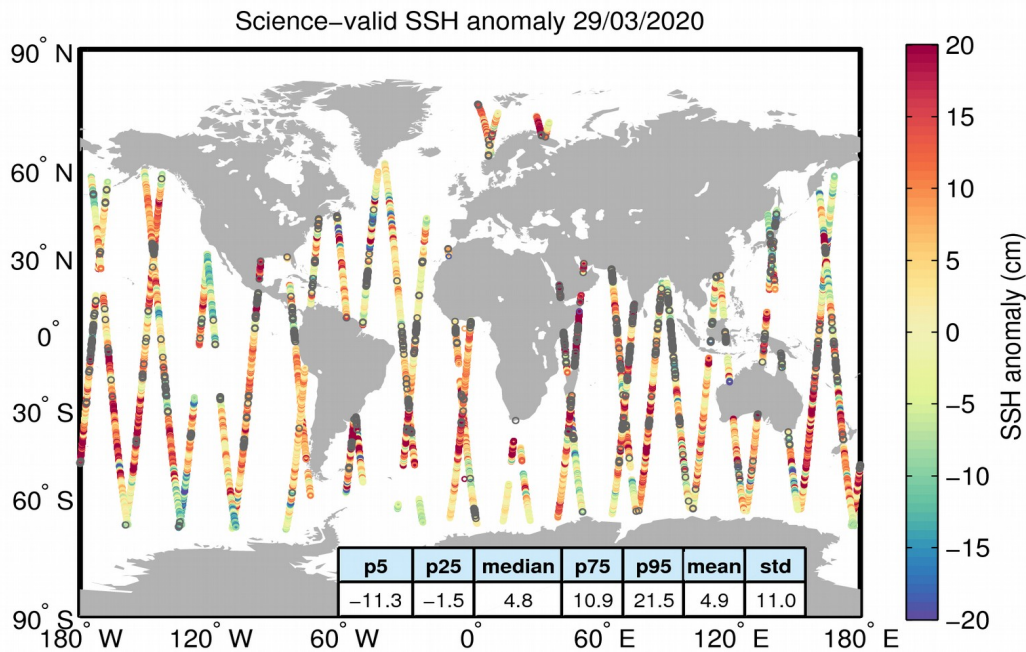 Science−valid SSH anomaly 29/03/2020
90° N
60° N
30° N
0°
30° S
60° S
90° S
180° W
120° W
60° W
0°
60° E
120° E
180° E
p5 p25 median p75 p95 mean std
−11.3 −1.5 4.8 10.9 21.5 4.9 11.0
20
15
10
5
0
−5
−10
−15
−20
SSH anomaly (cm)